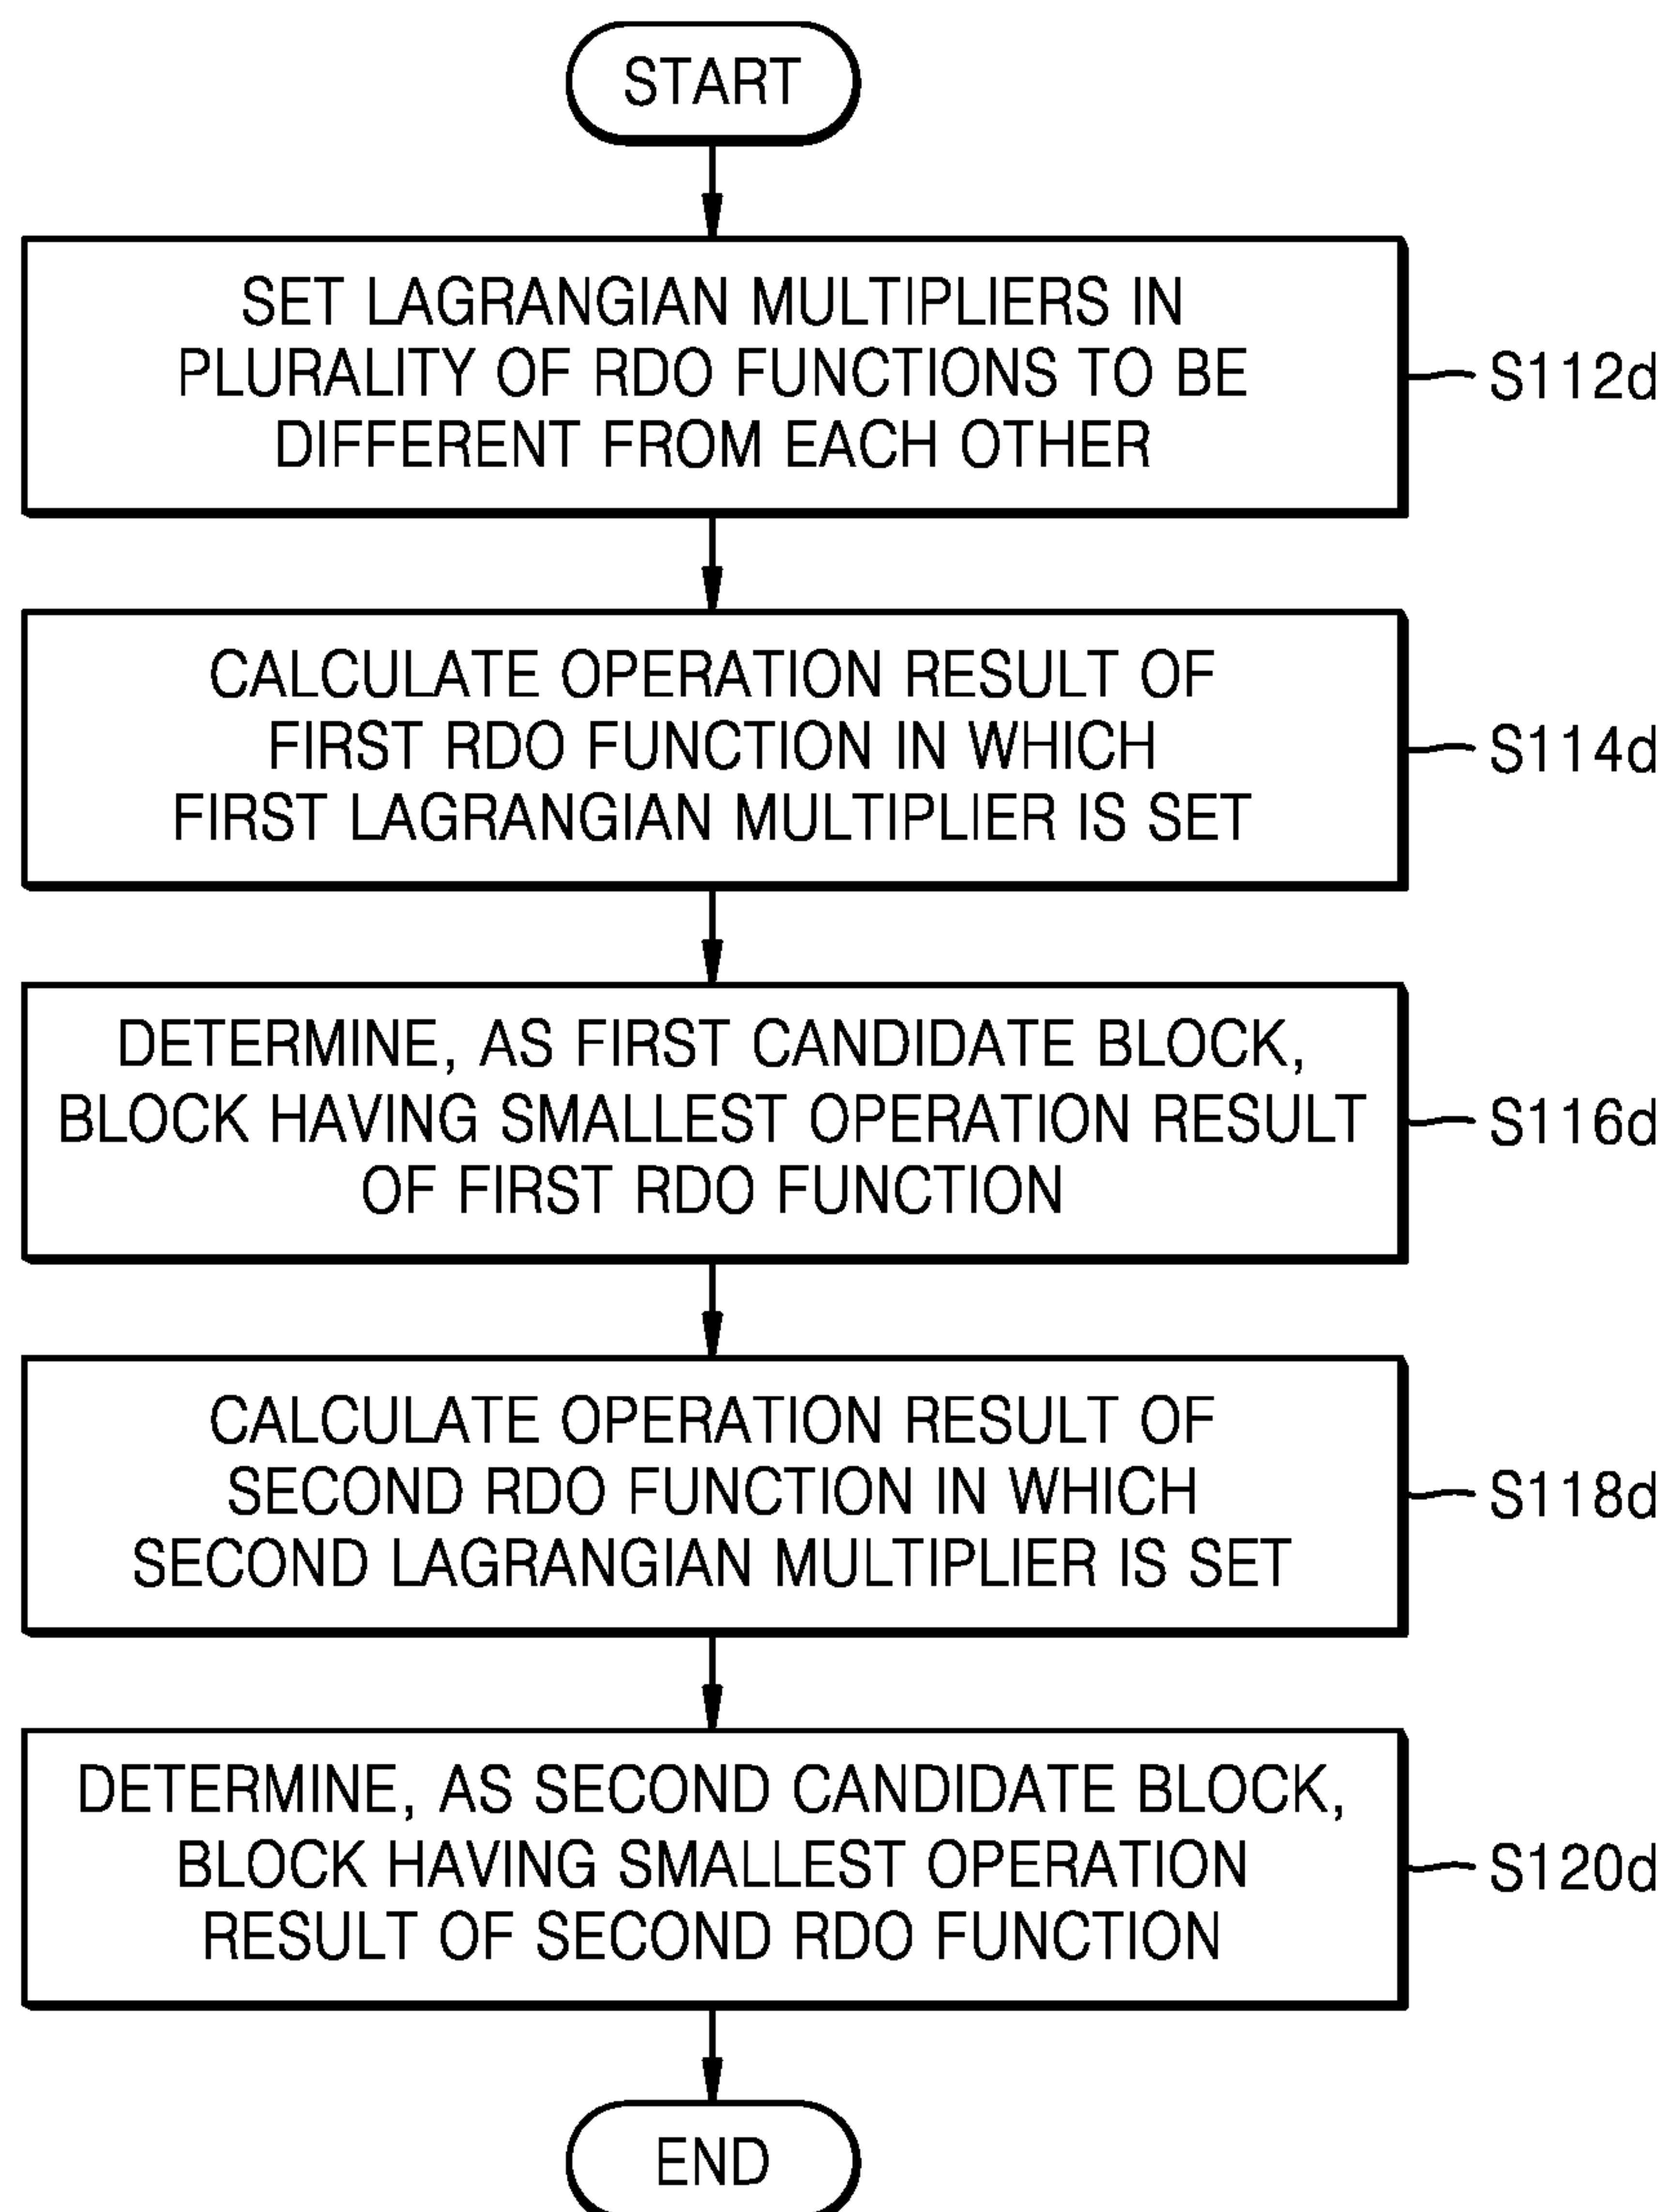 START
SET LAGRANGIAN MULTIPLIERS IN
PLURALITY OF RDO FUNCTIONS TO BE
DIFFERENT FROM EACH OTHER
S112d
CALCULATE OPERATION RESULT OF
FIRST RDO FUNCTION IN WHICH
FIRST LAGRANGIAN MULTIPLIER IS SET
S114d
DETERMINE, AS FIRST CANDIDATE BLOCK,
BLOCK HAVING SMALLEST OPERATION RESULT
OF FIRST RDO FUNCTION
S116d
CALCULATE OPERATION RESULT OF
SECOND RDO FUNCTION IN WHICH
SECOND LAGRANGIAN MULTIPLIER IS SET
S118d
DETERMINE, AS SECOND CANDIDATE BLOCK,
BLOCK HAVING SMALLEST OPERATION
RESULT OF SECOND RDO FUNCTION
S120d
END